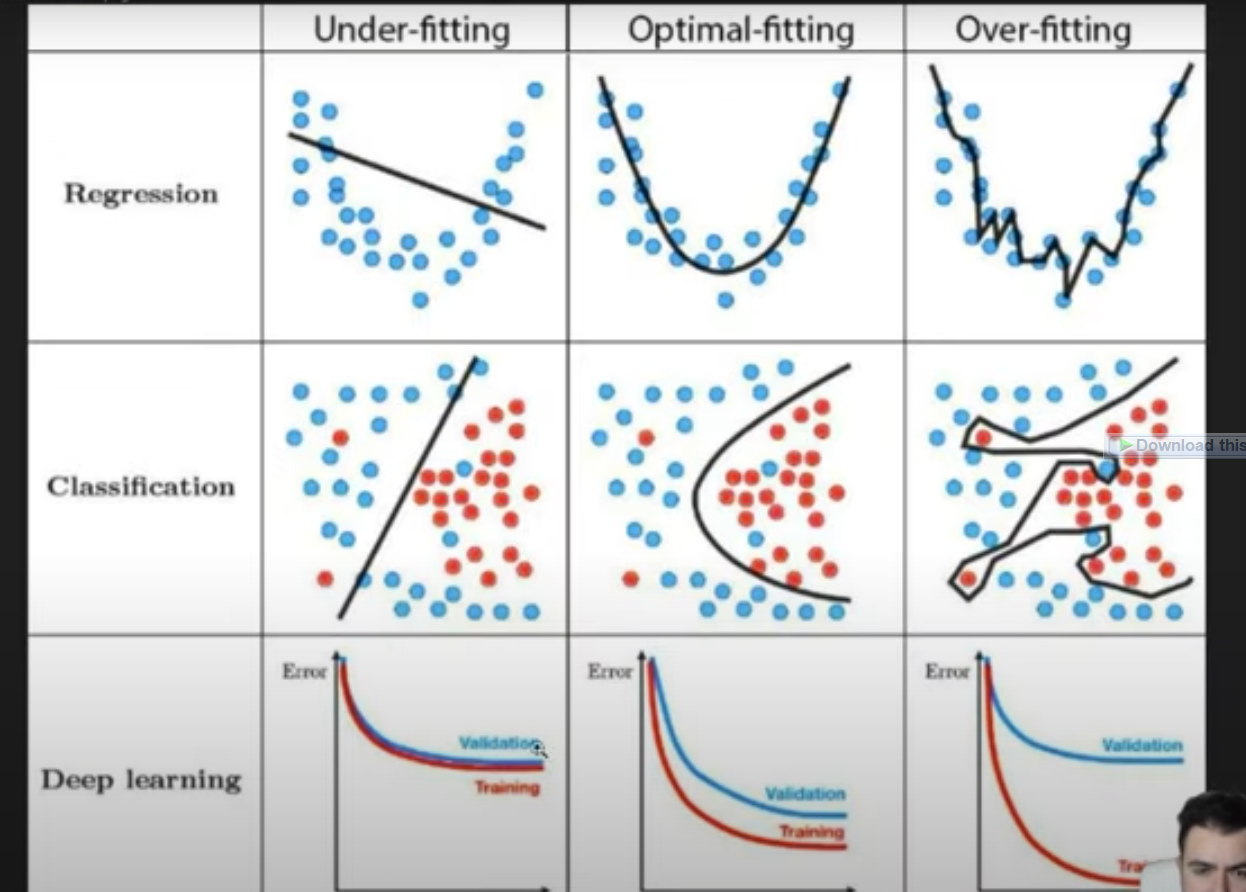 Under-fitting Optimal-fitting Over-fitting
Regression
Classification
Download this
Deep learning
Error Validation Training
Error Validation Training
Error Validation